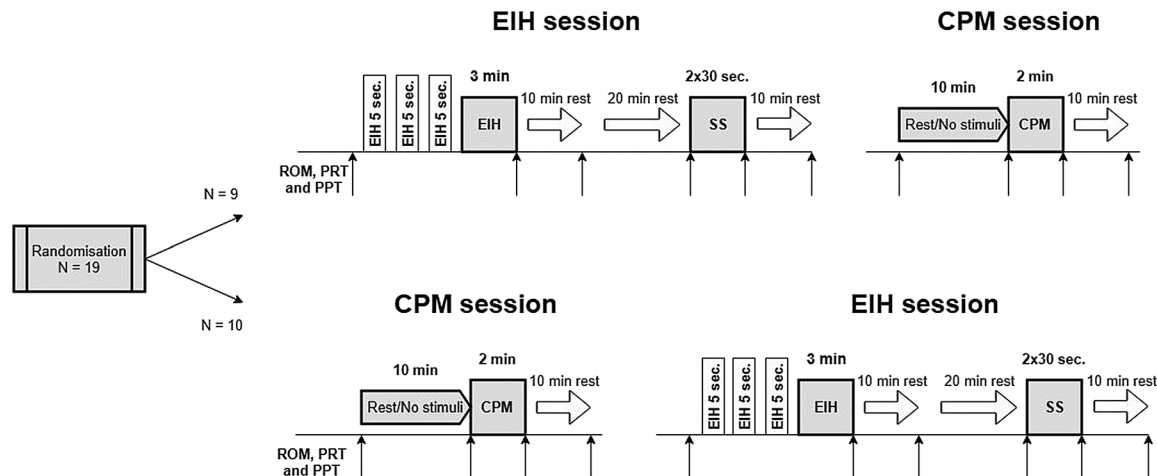 EIH session
CPM session
EIH 5 sec.
EIH 5 sec.
EIH 5 sec.
3 min
EIH
10 min rest
20 min rest
2x30 sec.
SS
10 min rest
10 min
Rest/No stimuli
2 min
CPM
10 min rest
ROM, PRT
and PPT
N = 9
Randomisation
N = 19
N = 10
CPM session
EIH session
10 min
Rest/No stimuli
2 min
CPM
10 min rest
EIH 5 sec.
EIH 5 sec.
EIH 5 sec.
3 min
EIH
10 min rest
20 min rest
2x30 sec.
SS
10 min rest
ROM, PRT
and PPT